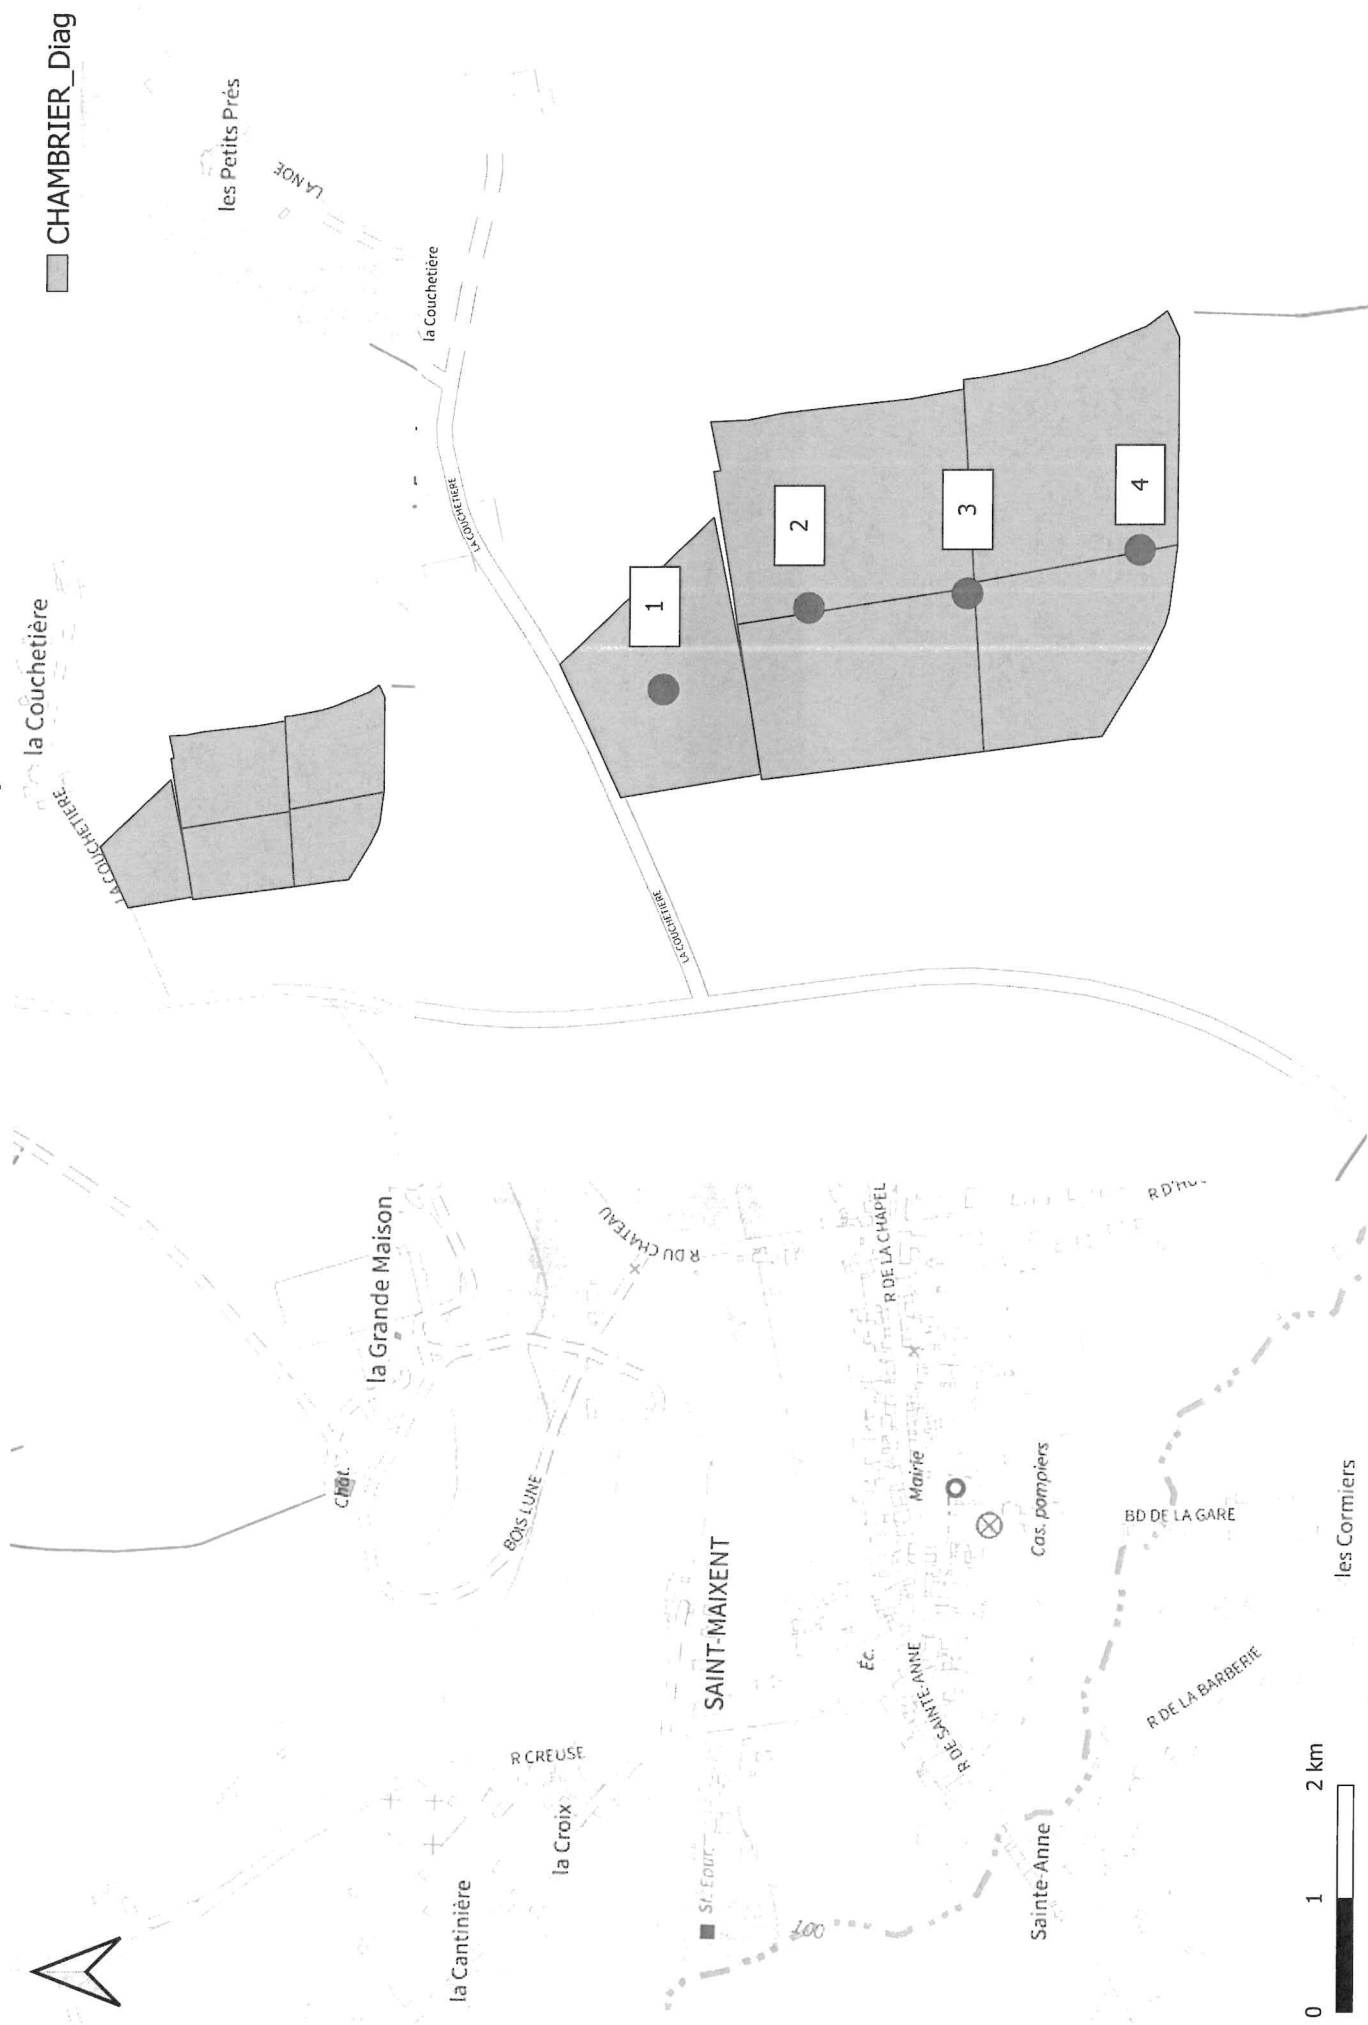 CHAMBRIER_Diag
les Petits Prés
LA NOE
la Couchetière
la Couchetière
LA COUCHETIERE
LA COUCHETIERE
LA COUCHETIERE
1
2
3
4
la Grande Maison
Chât.
R DU CHATEAU
BOIS LUNE
R DE LA CHAPEL
Mairie
Cas. pompiers
BD DE LA GARE
les Cormiers
SAINT-MAIXENT
Éc.
R DE SAINTE-ANNE
R DE LA BARBERIE
R CREUSE
la Croix
la Cantinière
St. Épur.
Sainte-Anne
0 1 2 km